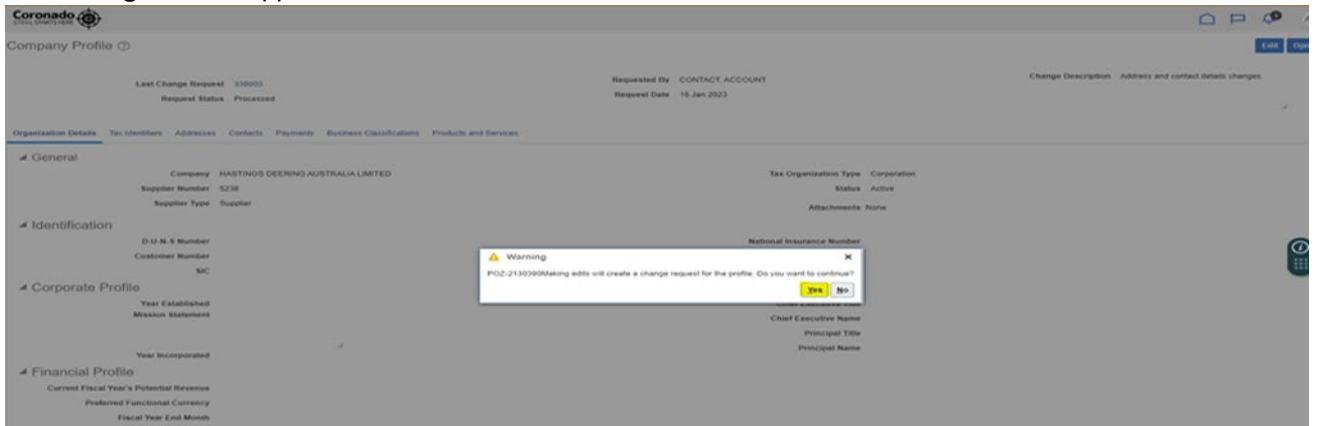 Coronado
STEEL STARTS HERE
Company Profile
Edit
Last Change Request 338003
Request Status Processed
Requested By CONTACT, ACCOUNT
Request Date 16-Jan-2023
Change Description Address and contact details changes.
Organization Details Tax Identifiers Addresses Contacts Payments Business Classifications Products and Services
General
Company HASTINGS DEERING AUSTRALIA LIMITED
Supplier Number 5238
Supplier Type Supplier
Tax Organization Type Corporation
Status Active
Attachments None
Identification
D-U-N-S Number
Customer Number
SIC
National Insurance Number
Warning
POZ-2130390Making edits will create a change request for the profile. Do you want to continue?
Yes No
Corporate Profile
Year Established
Mission Statement
Year Incorporated
Chief Executive Title
Chief Executive Name
Principal Title
Principal Name
Financial Profile
Current Fiscal Year's Potential Revenue
Preferred Functional Currency
Fiscal Year End Month